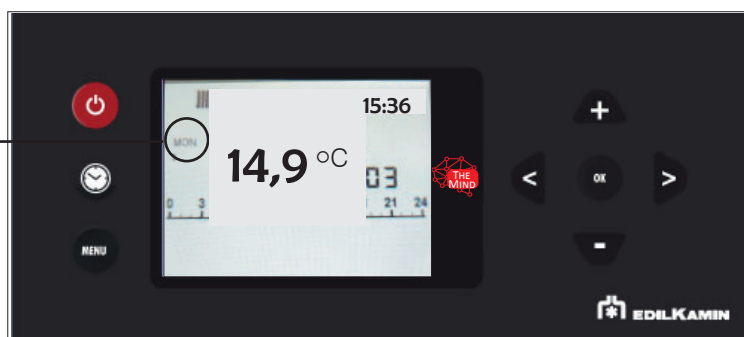 15:36
MON
14,9 °C
03
THE
MIND
0 3 21 24
OK
MENU
EDILKAMIN